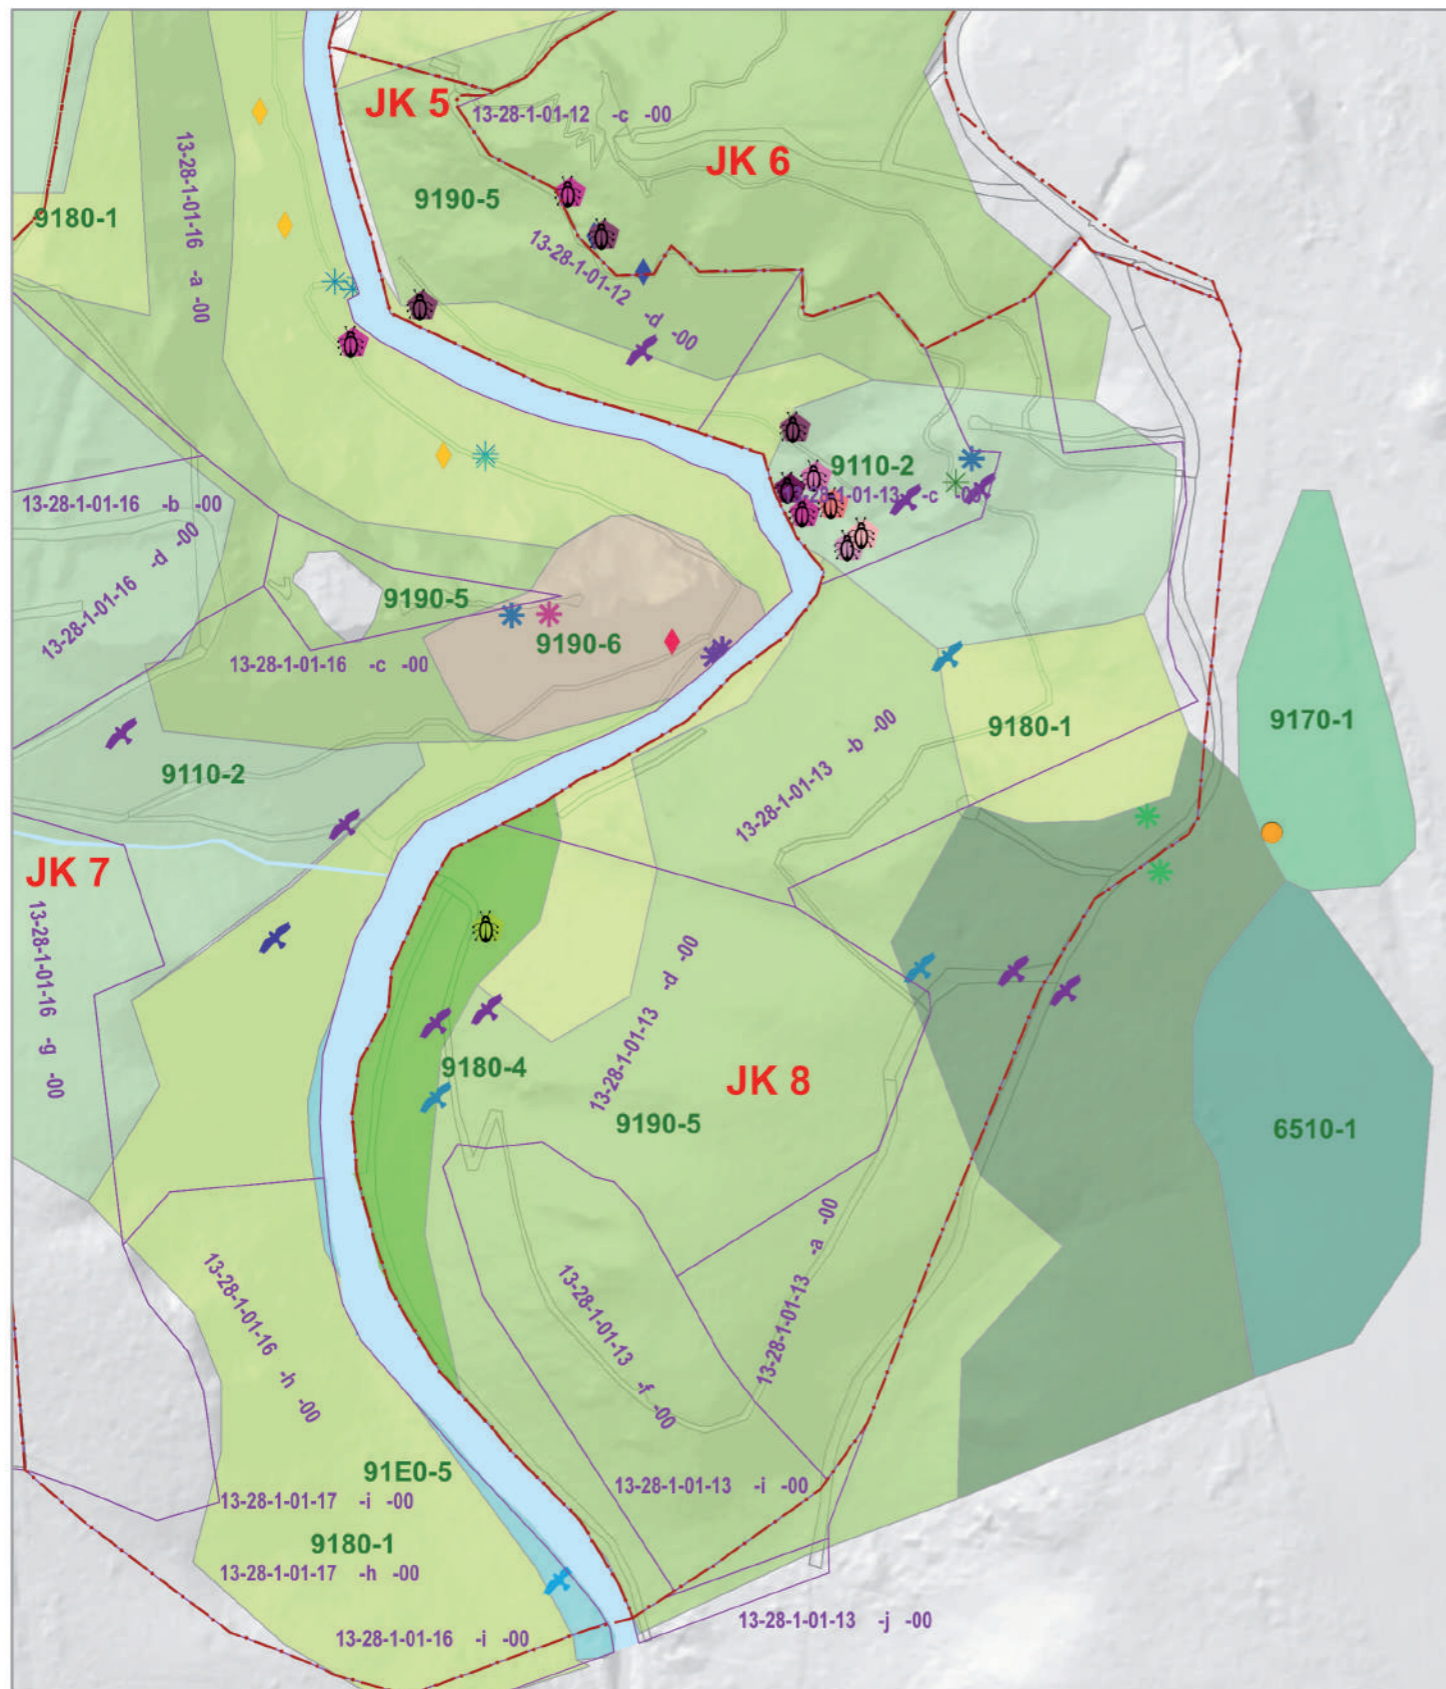 JK 5
13-28-1-01-12 -c -00
JK 6
13-28-1-01-16 -a -00
9190-5
9180-1
13-28-1-01-12 -d -00
9110-2
13-28-1-01-13 -c -00
13-28-1-01-16 -b -00
13-28-1-01-16 -d -00
9190-5
9190-6
13-28-1-01-16 -c -00
9180-1
9170-1
13-28-1-01-13 -b -00
9110-2
JK 7
13-28-1-01-16 -g -00
13-28-1-01-13 -d -00
9180-4
JK 8
9190-5
6510-1
13-28-1-01-16 -h -00
13-28-1-01-13 -f -00
13-28-1-01-13 -a -00
91E0-5
13-28-1-01-17 -i -00
13-28-1-01-13 -i -00
9180-1
13-28-1-01-17 -h -00
13-28-1-01-13 -j -00
13-28-1-01-16 -i -00